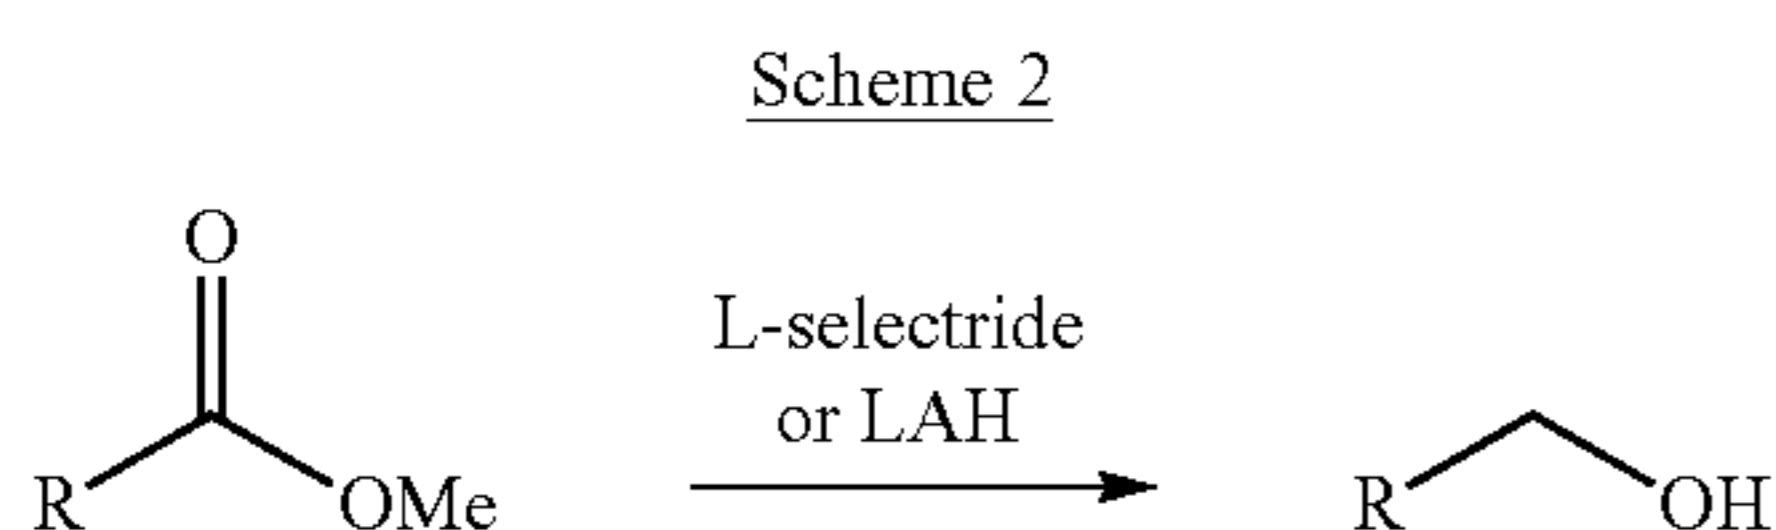 Scheme 2
O
L-selectride
or LAH
R
OMe
R
OH